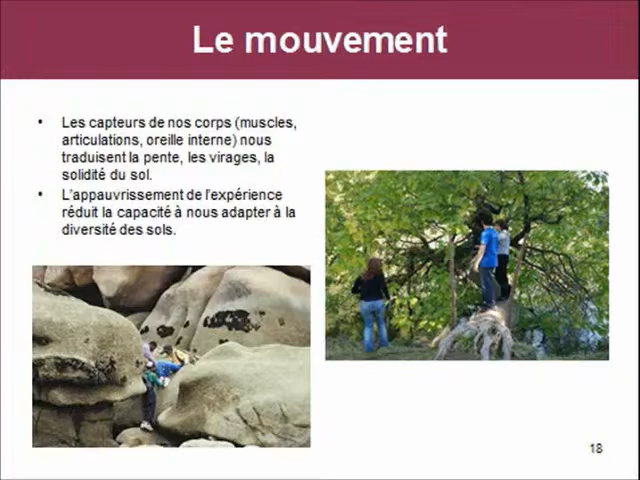 Le mouvement
• Les capteurs de nos corps (muscles,
articulations, oreille interne) nous
traduisent la pente, les virages, la
solidité du sol.
• L'appauvrissement de l'expérience
réduit la capacité à nous adapter à la
diversité des sols.
18